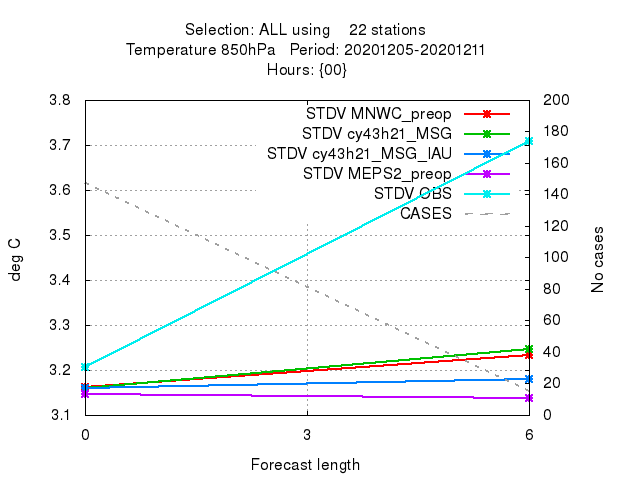 Selection: ALL using    22 stations
Temperature 850hPa   Period: 20201205-20201211
Hours: {00}
3.8
3.7
3.6
3.5
3.4
3.3
3.2
3.1
200
180
160
140
120
100
80
60
40
20
0
STDV MNWC_preop
STDV cy43h21_MSG
STDV cy43h21_MSG_IAU
STDV MEPS2_preop
STDV OBS
CASES
deg C
No cases
0 3 6
Forecast length